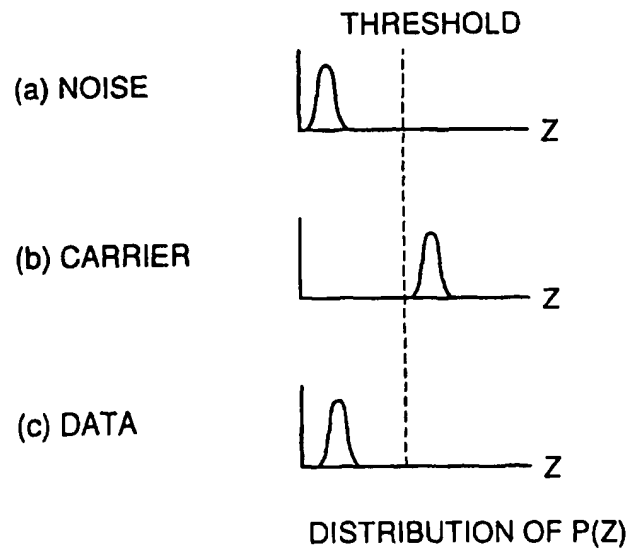 THRESHOLD
(a) NOISE
Z
(b) CARRIER
Z
(c) DATA
Z
DISTRIBUTION OF P(Z)